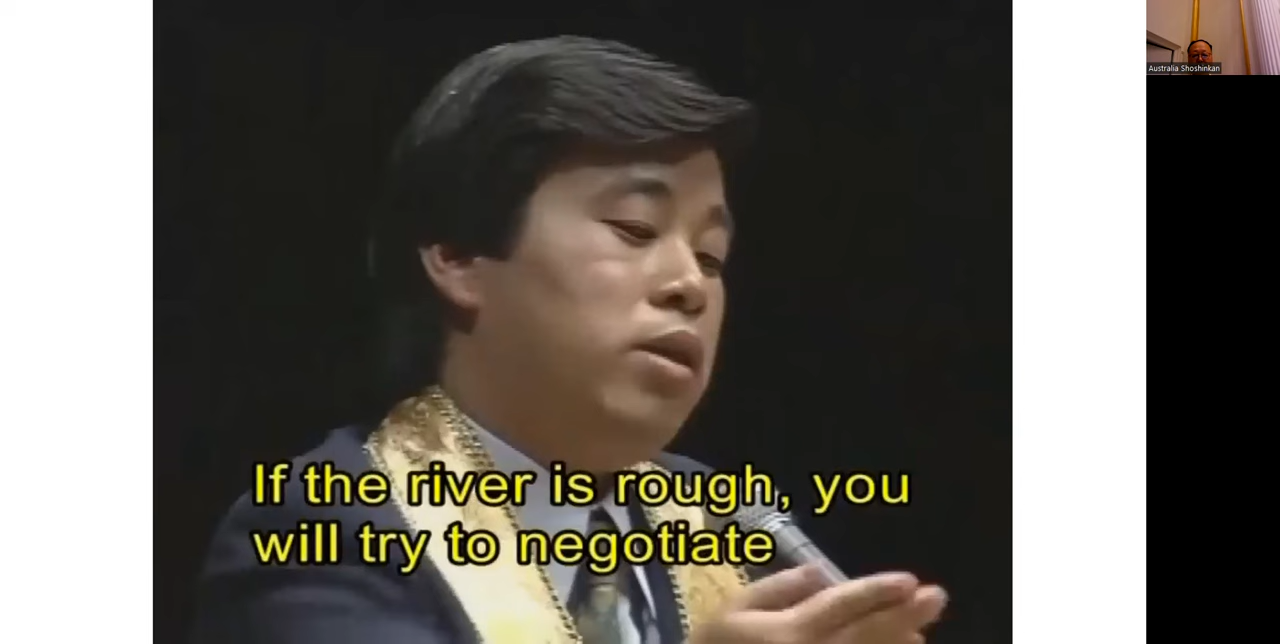 Australia Shoshinkan
If the river is rough, you
will try to negotiate